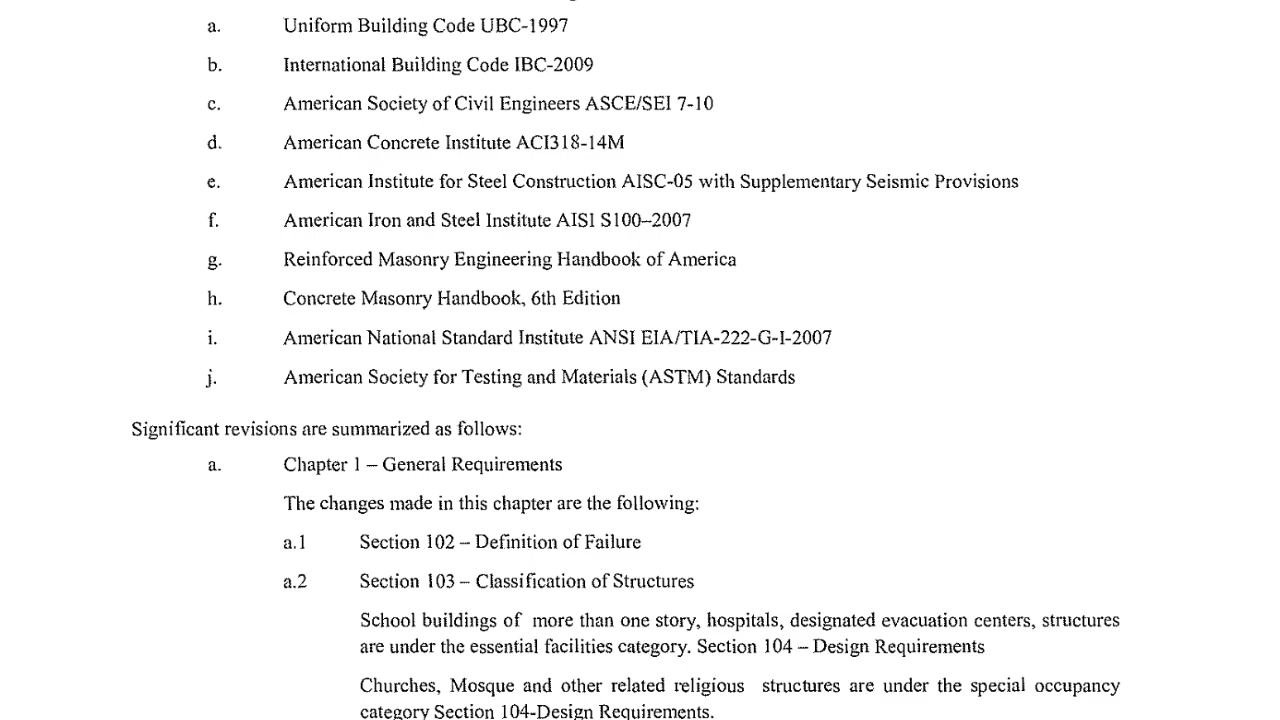 a. Uniform Building Code UBC-1997
b. International Building Code IBC-2009
c. American Society of Civil Engineers ASCE/SEI 7-10
d. American Concrete Institute ACI318-14M
e. American Institute for Steel Construction AISC-05 with Supplementary Seismic Provisions
f. American Iron and Steel Institute AISI S100–2007
g. Reinforced Masonry Engineering Handbook of America
h. Concrete Masonry Handbook, 6th Edition
i. American National Standard Institute ANSI EIA/TIA-222-G-I-2007
j. American Society for Testing and Materials (ASTM) Standards
Significant revisions are summarized as follows:
a. Chapter 1 – General Requirements
The changes made in this chapter are the following:
a.1 Section 102 – Definition of Failure
a.2 Section 103 – Classification of Structures
School buildings of more than one story, hospitals, designated evacuation centers, structures
are under the essential facilities category. Section 104 – Design Requirements
Churches, Mosque and other related religious structures are under the special occupancy
category Section 104-Design Requirements.